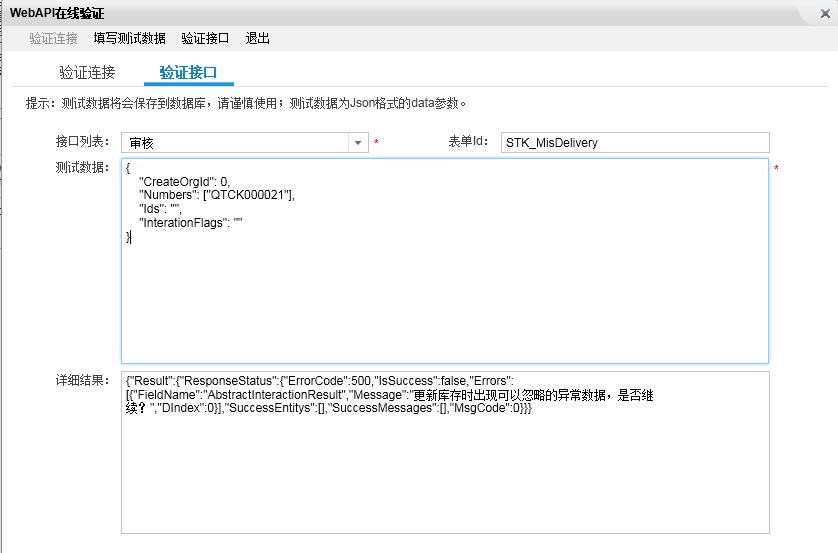 WebAPI在线验证
验证连接 填写测试数据 验证接口 退出
验证连接 验证接口
提示：测试数据将会保存到数据库，请谨慎使用；测试数据为Json格式的data参数。
接口列表： 审核 * 表单Id： STK_MisDelivery
测试数据： *
{
"CreateOrgId": 0,
"Numbers": ["QTCK000021"],
"Ids": "",
"InterationFlags": ""
}
详细结果：
{"Result":{"ResponseStatus":{"ErrorCode":500,"IsSuccess":false,"Errors":
[{"FieldName":"AbstractInteractionResult","Message":"更新库存时出现可以忽略的异常数据，是否继
续？","DIndex":0}],"SuccessEntitys":[],"SuccessMessages":[],"MsgCode":0}}}